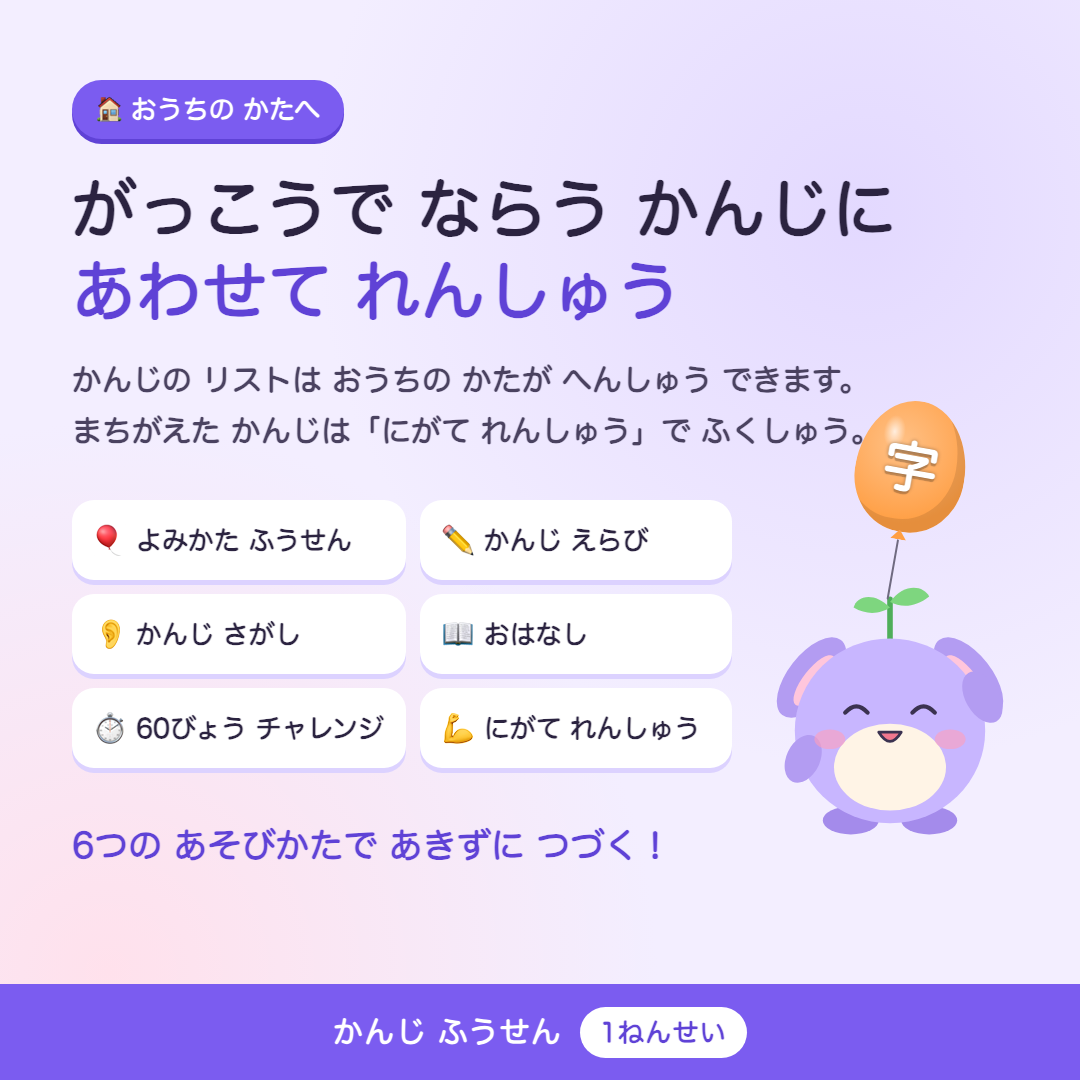 🏠 おうちの かたへ
がっこうで ならう かんじに
あわせて れんしゅう
かんじの リストは おうちの かたが へんしゅう できます。
まちがえた かんじは「にがて れんしゅう」で ふくしゅう。
字
🎈 よみかた ふうせん
✏️ かんじ えらび
👂 かんじ さがし
📖 おはなし
⏱️ 60びょう チャレンジ
💪 にがて れんしゅう
6つの あそびかたで あきずに つづく！
かんじ ふうせん 1ねんせい